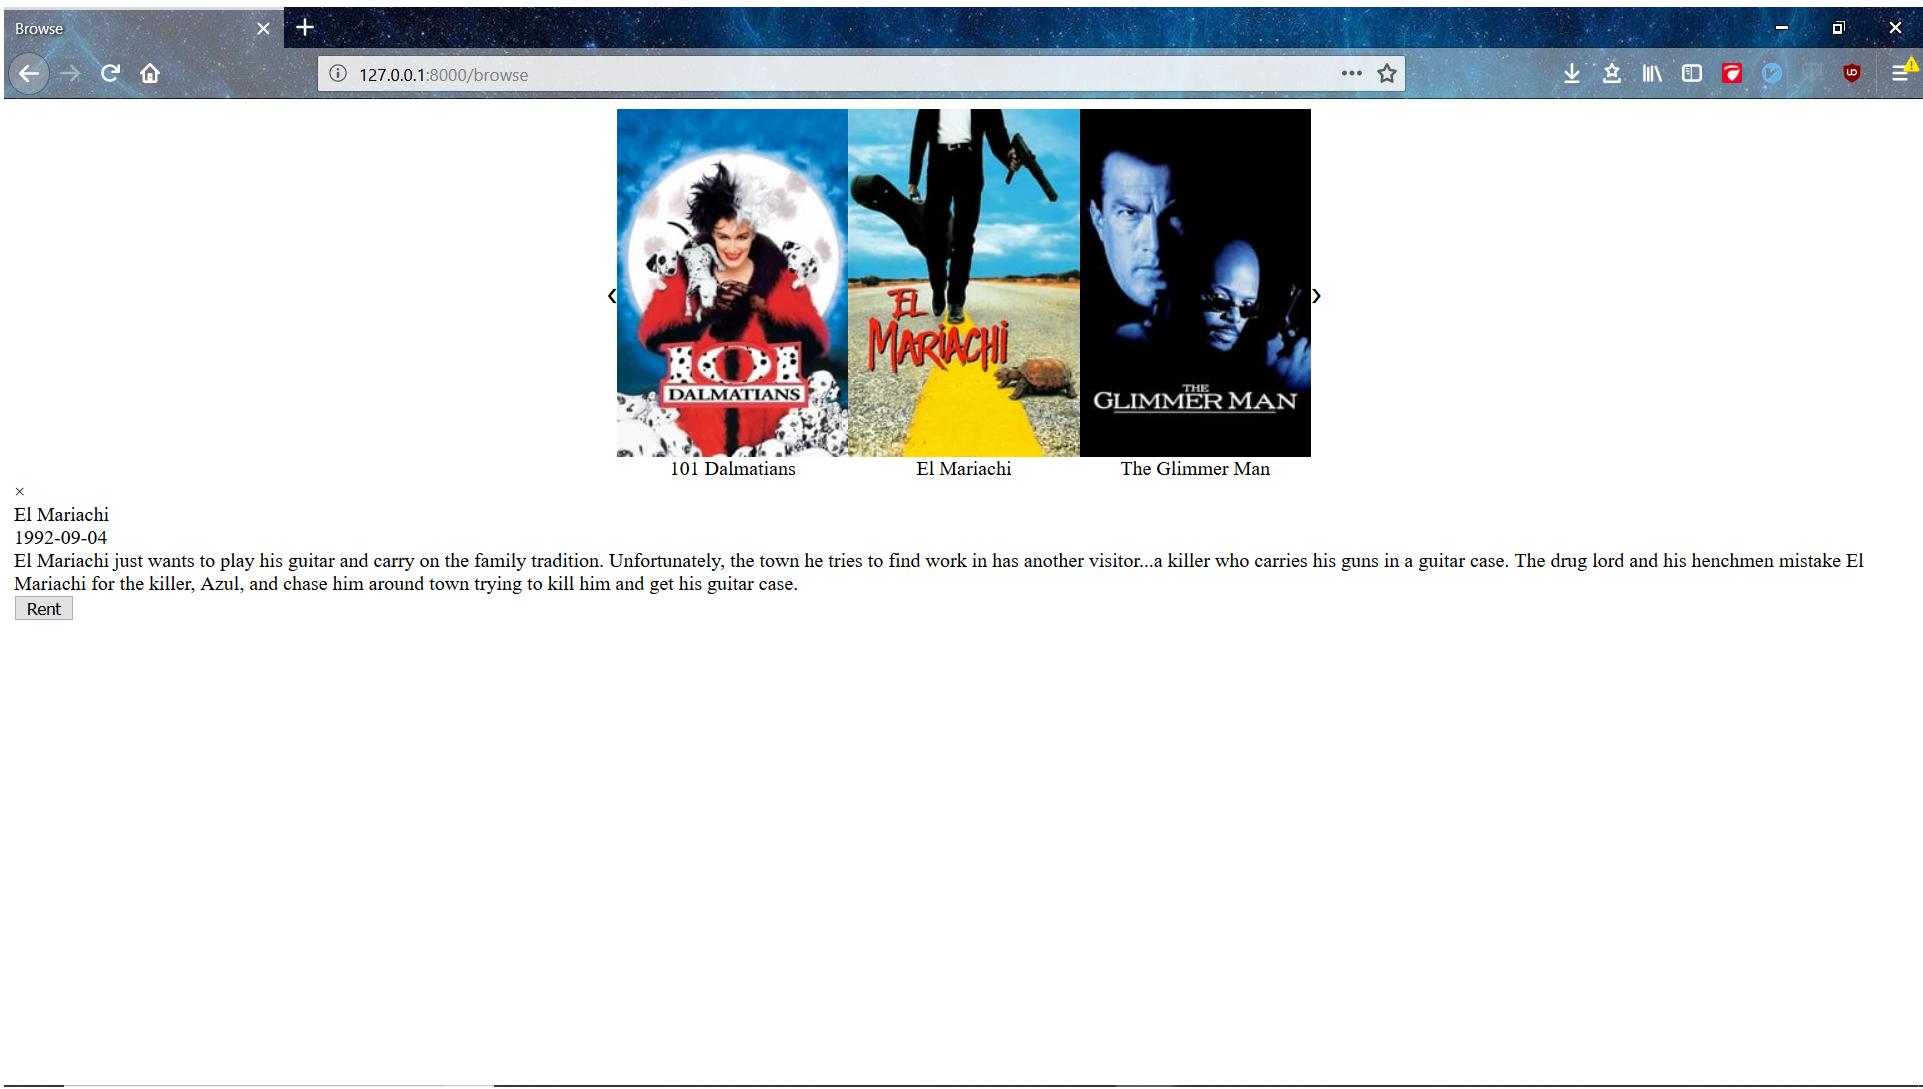 Browse
127.0.0.1:8000/browse
101
DALMATIANS
EL
MARIACHI
THE
GLIMMER MAN
101 Dalmatians
El Mariachi
The Glimmer Man
×
El Mariachi
1992-09-04
El Mariachi just wants to play his guitar and carry on the family tradition. Unfortunately, the town he tries to find work in has another visitor...a killer who carries his guns in a guitar case. The drug lord and his henchmen mistake El
Mariachi for the killer, Azul, and chase him around town trying to kill him and get his guitar case.
Rent